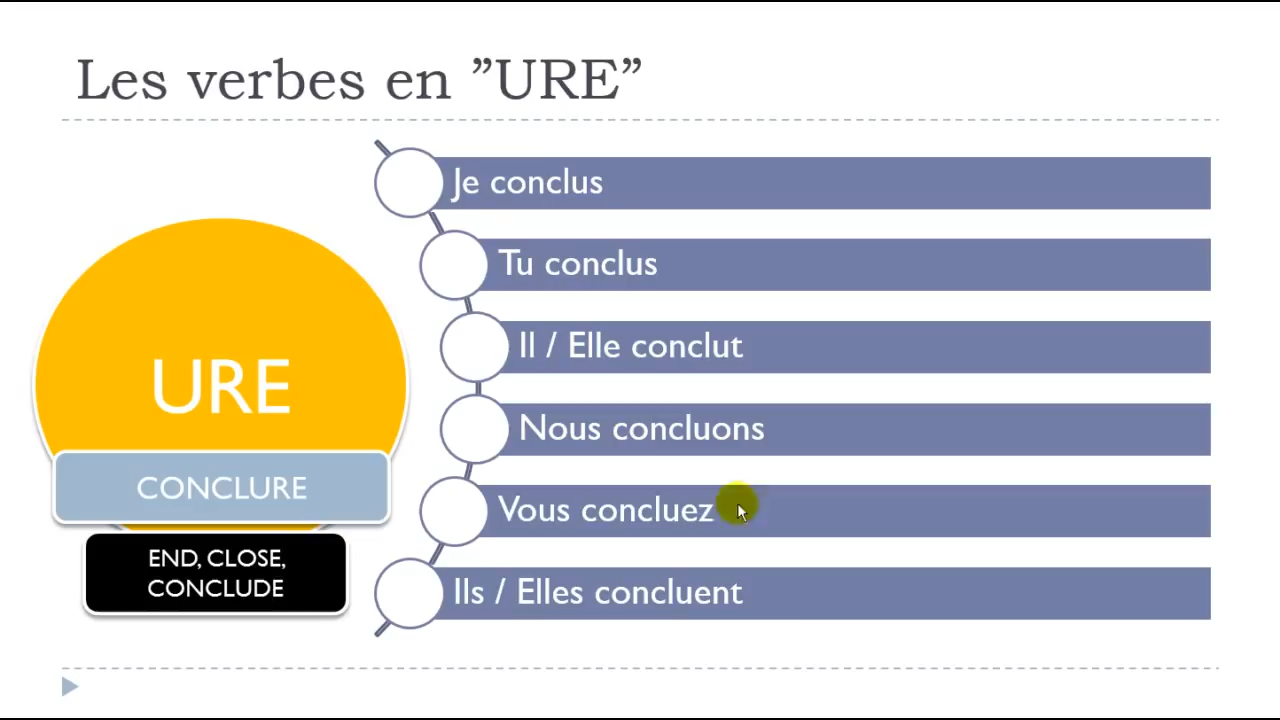 Les verbes en ”URE”
Je conclus
Tu conclus
Il / Elle conclut
Nous concluons
Vous concluez
Ils / Elles concluent
URE
CONCLURE
END, CLOSE,
CONCLUDE